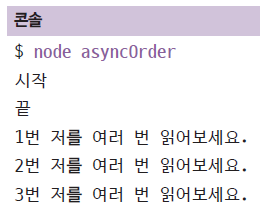 콘솔
$ node asyncOrder
시작
끝
1번 저를 여러 번 읽어보세요.
2번 저를 여러 번 읽어보세요.
3번 저를 여러 번 읽어보세요.